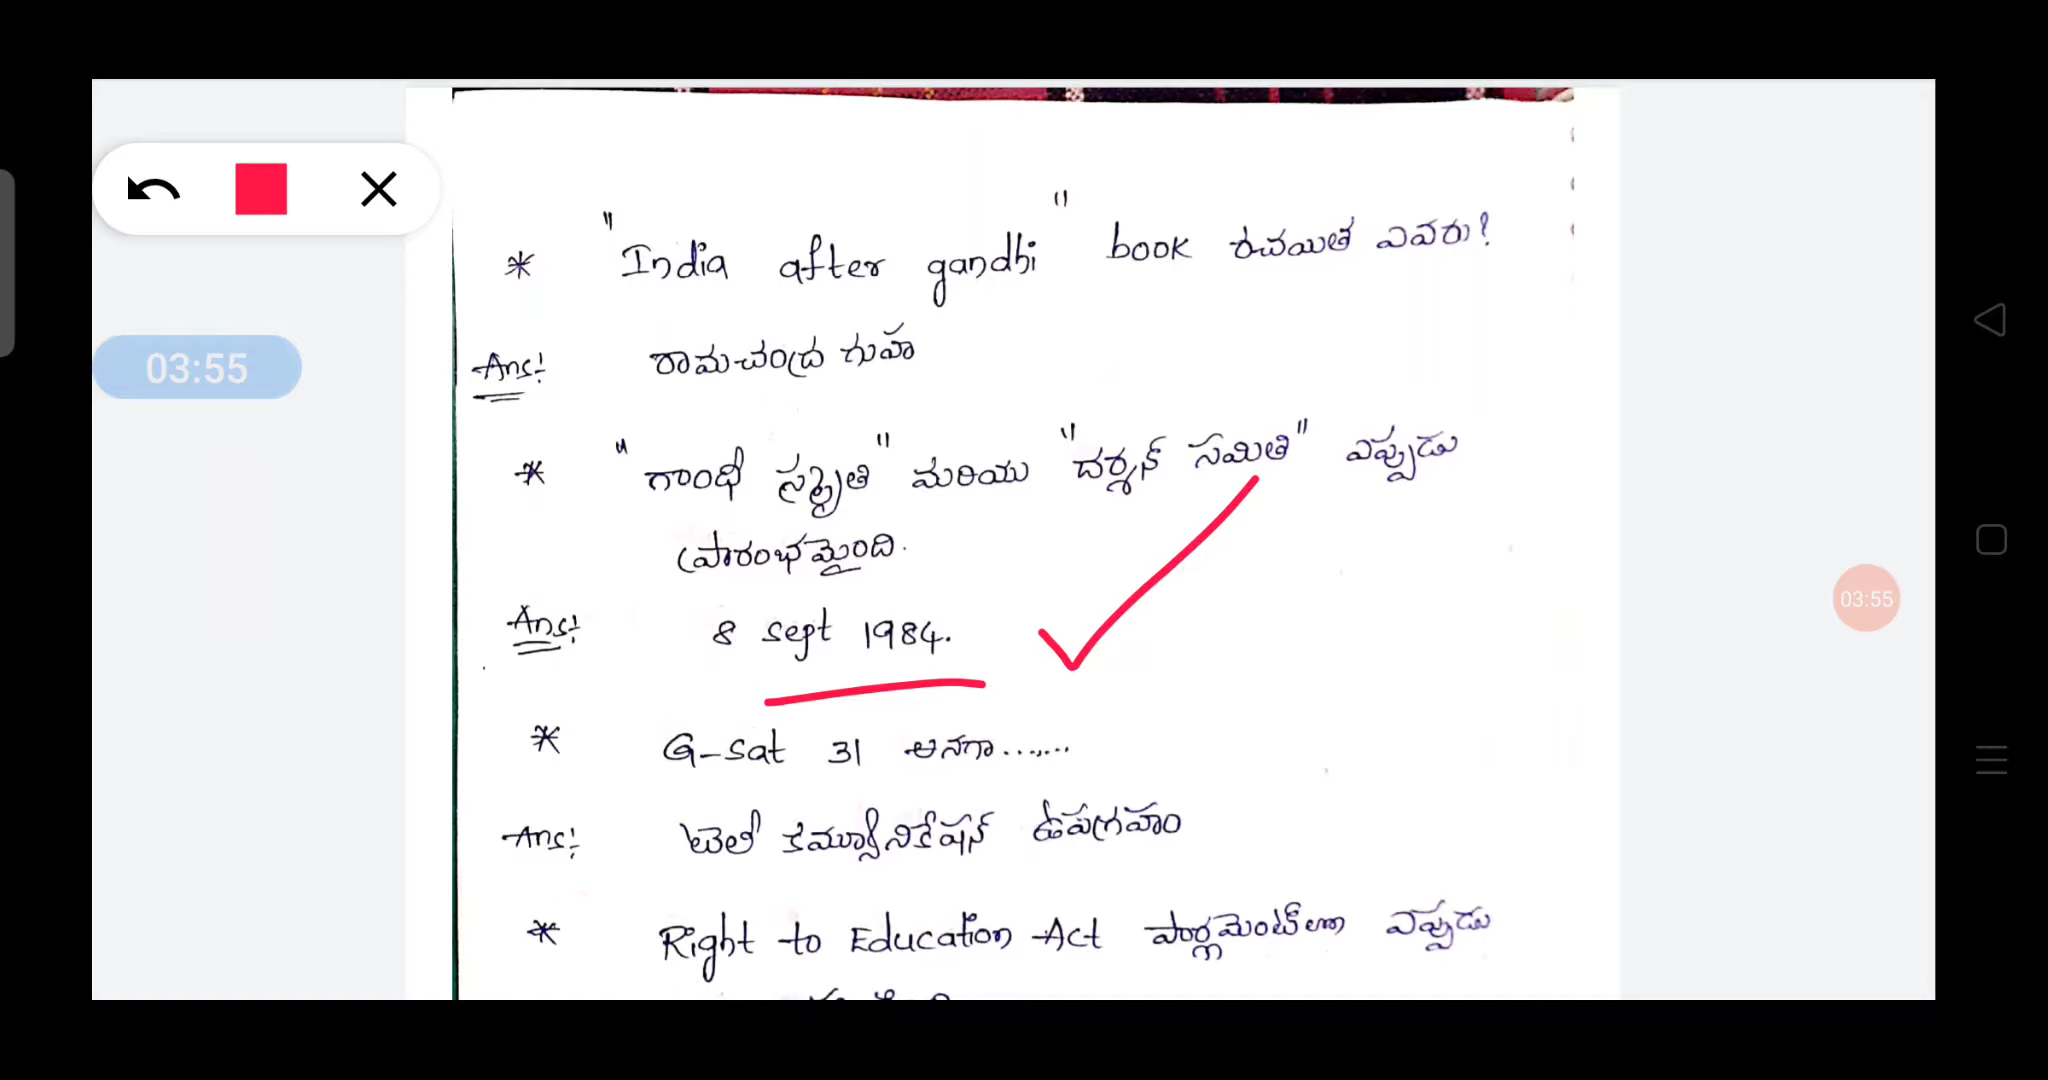 03:55
* "India after gandhi" book రచయిత ఎవరు?
Ans: రామచంద్ర గుహ
* "గాంధీ స్మృతి" మరియు "దర్శన్ సమితి" ఎప్పుడు
ప్రారంభమైంది.
Ans: 8 sept 1984.
03:55
* G-sat 31 అనగా.......
Ans: టెలి కమ్యూనికేషన్ ఉపగ్రహం
* Right to Education Act పార్లమెంట్‌లో ఎప్పుడు